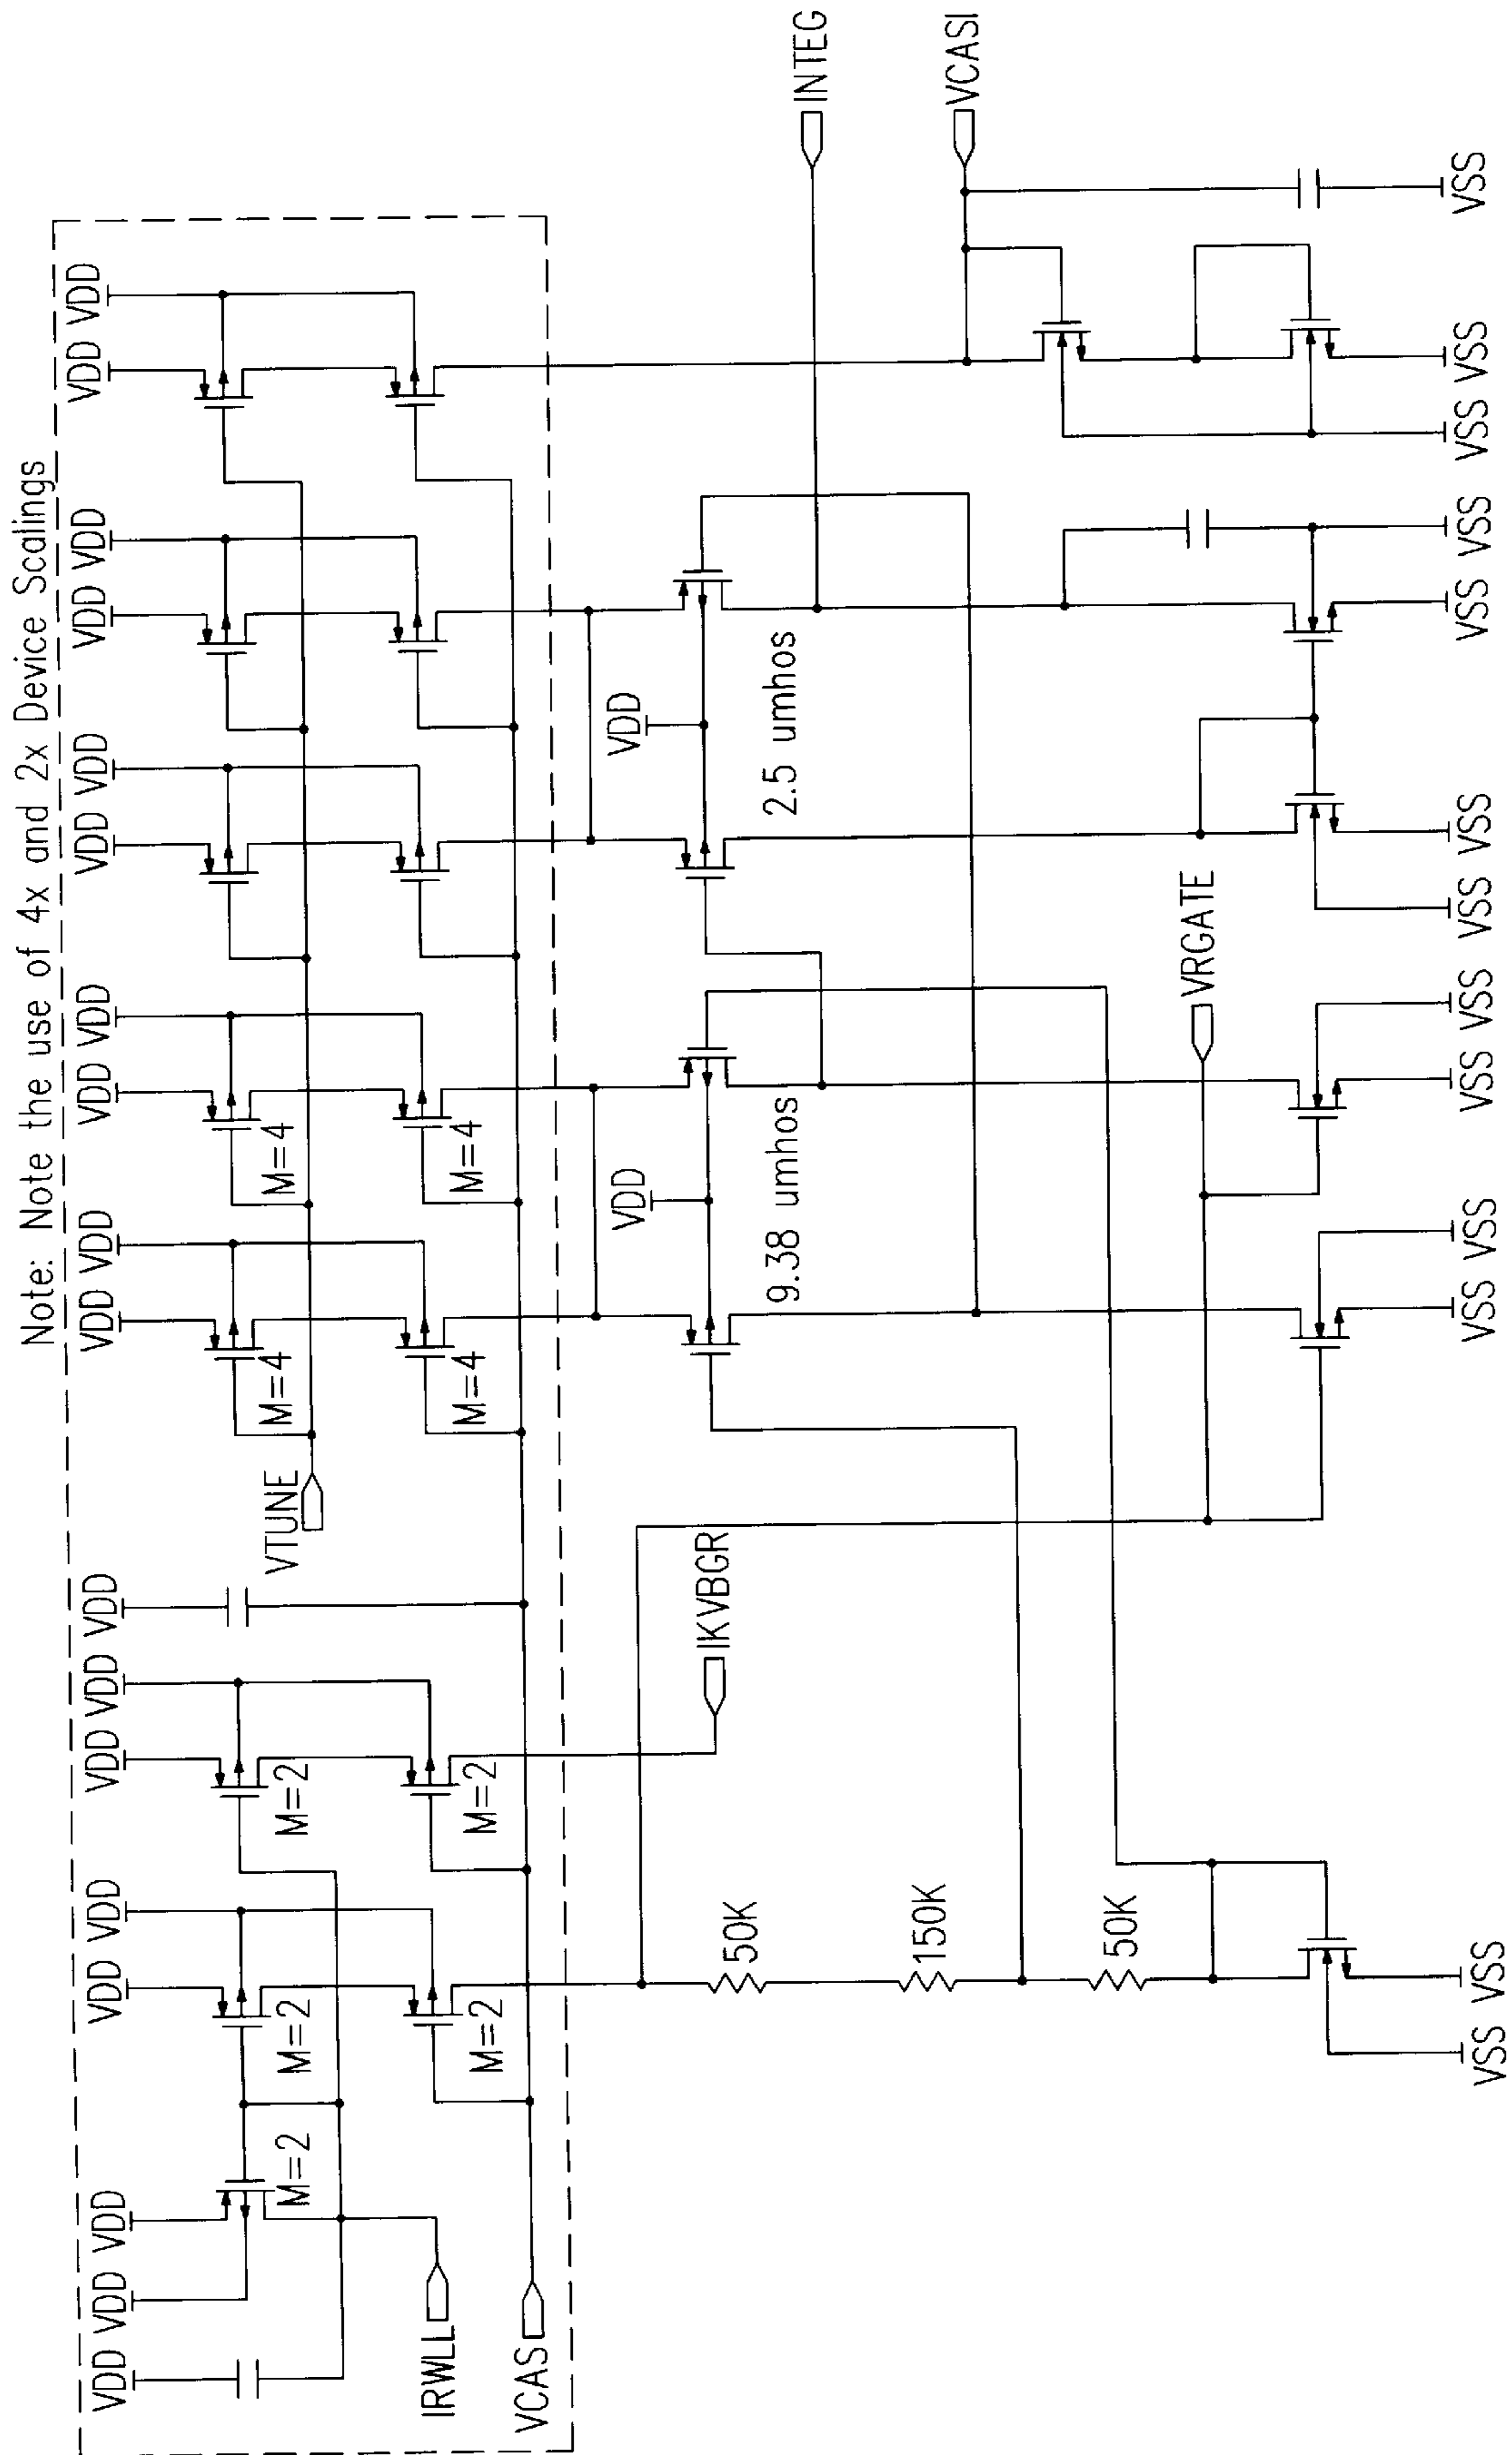 Note: Note the use of 4x and 2x Device Scalings
VDD VDD VDD VDD VDD VDD VDD VDD VDD VDD VDD VDD VDD VDD VDD VDD VDD VDD
M=2 M=2 M=2 VTUNE M=4 M=4
IRWLL M=2 M=2 M=4 M=4
VCAS
VDD VDD
50K IKVBGR
9.38 umhos 2.5 umhos
INTEG
150K
VCASI
50K
VRGATE
VSS VSS VSS VSS VSS VSS VSS VSS VSS VSS VSS VSS VSS